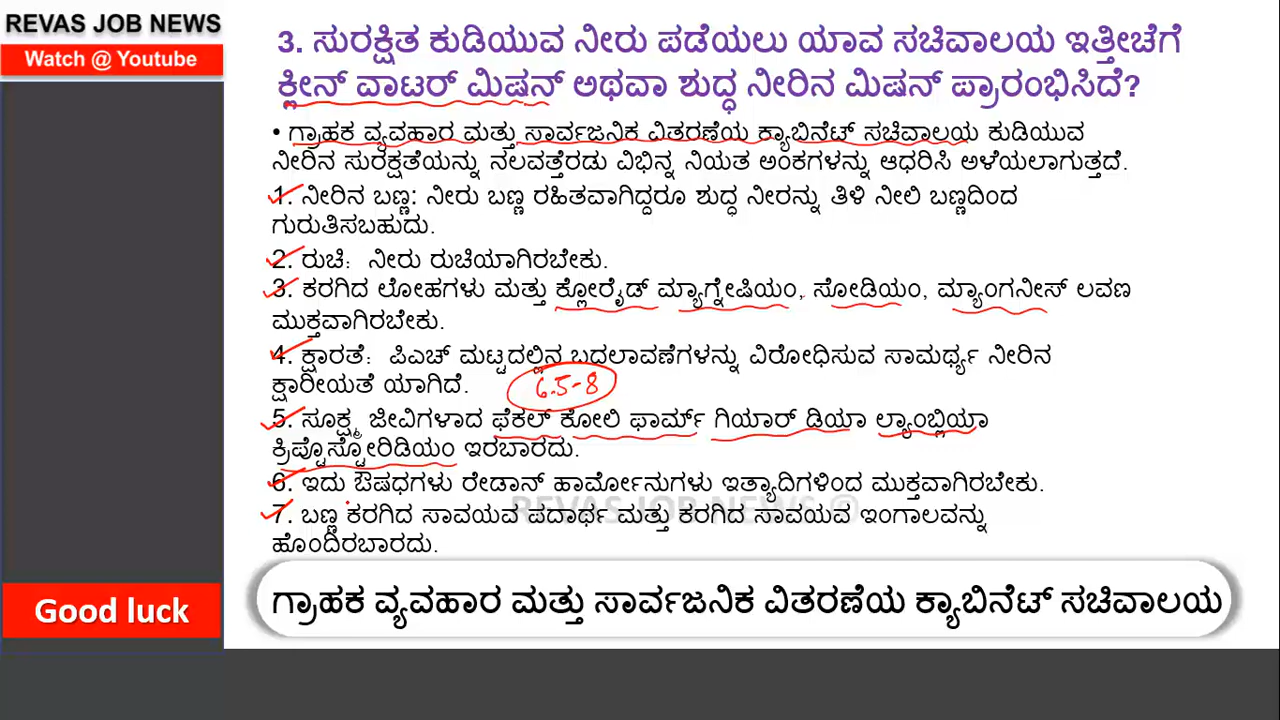 REVAS JOB NEWS
Watch @ Youtube
3. ಸುರಕ್ಷಿತ ಕುಡಿಯುವ ನೀರು ಪಡೆಯಲು ಯಾವ ಸಚಿವಾಲಯ ಇತ್ತೀಚೆಗೆ
ಕ್ಲೀನ್ ವಾಟರ್ ಮಿಷನ್ ಅಥವಾ ಶುದ್ಧ ನೀರಿನ ಮಿಷನ್ ಪ್ರಾರಂಭಿಸಿದೆ?
• ಗ್ರಾಹಕ ವ್ಯವಹಾರ ಮತ್ತು ಸಾರ್ವಜನಿಕ ವಿತರಣೆಯ ಕ್ಯಾಬಿನೆಟ್ ಸಚಿವಾಲಯ ಕುಡಿಯುವ
ನೀರಿನ ಸುರಕ್ಷತೆಯನ್ನು ನಲವತ್ತೆರಡು ವಿಭಿನ್ನ ನಿಯತ ಅಂಕಗಳನ್ನು ಆಧರಿಸಿ ಅಳೆಯಲಾಗುತ್ತದೆ.
1. ನೀರಿನ ಬಣ್ಣ: ನೀರು ಬಣ್ಣ ರಹಿತವಾಗಿದ್ದರೂ ಶುದ್ಧ ನೀರನ್ನು ತಿಳಿ ನೀಲಿ ಬಣ್ಣದಿಂದ
ಗುರುತಿಸಬಹುದು.
2. ರುಚಿ: ನೀರು ರುಚಿಯಾಗಿರಬೇಕು.
3. ಕರಗಿದ ಲೋಹಗಳು ಮತ್ತು ಕ್ಲೋರೈಡ್ ಮ್ಯಾಗ್ನೇಷಿಯಂ, ಸೋಡಿಯಂ, ಮ್ಯಾಂಗನೀಸ್ ಲವಣ
ಮುಕ್ತವಾಗಿರಬೇಕು.
4. ಕ್ಷಾರತೆ: ಪಿಎಚ್ ಮಟ್ಟದಲ್ಲಿನ ಬದಲಾವಣೆಗಳನ್ನು ವಿರೋಧಿಸುವ ಸಾಮರ್ಥ್ಯ ನೀರಿನ
ಕ್ಷಾರೀಯತೆ ಯಾಗಿದೆ. 6.5-8
5. ಸೂಕ್ಷ್ಮ ಜೀವಿಗಳಾದ ಫೆಕಲ್ ಕೋಲಿ ಫಾರ್ಮ್ ಗಿಯಾರ್ ಡಿಯಾ ಲ್ಯಾಂಬ್ಲಿಯಾ
ಕ್ರಿಪ್ಟೊಸ್ಟೋರಿಡಿಯಂ ಇರಬಾರದು.
6. ಇದು ಔಷಧಗಳು ರೇಡಾನ್ ಹಾರ್ಮೋನುಗಳು ಇತ್ಯಾದಿಗಳಿಂದ ಮುಕ್ತವಾಗಿರಬೇಕು.
REVAS JOB NEWS @
7. ಬಣ್ಣ ಕರಗಿದ ಸಾವಯವ ಪದಾರ್ಥ ಮತ್ತು ಕರಗಿದ ಸಾವಯವ ಇಂಗಾಲವನ್ನು
ಹೊಂದಿರಬಾರದು.
Good luck
ಗ್ರಾಹಕ ವ್ಯವಹಾರ ಮತ್ತು ಸಾರ್ವಜನಿಕ ವಿತರಣೆಯ ಕ್ಯಾಬಿನೆಟ್ ಸಚಿವಾಲಯ